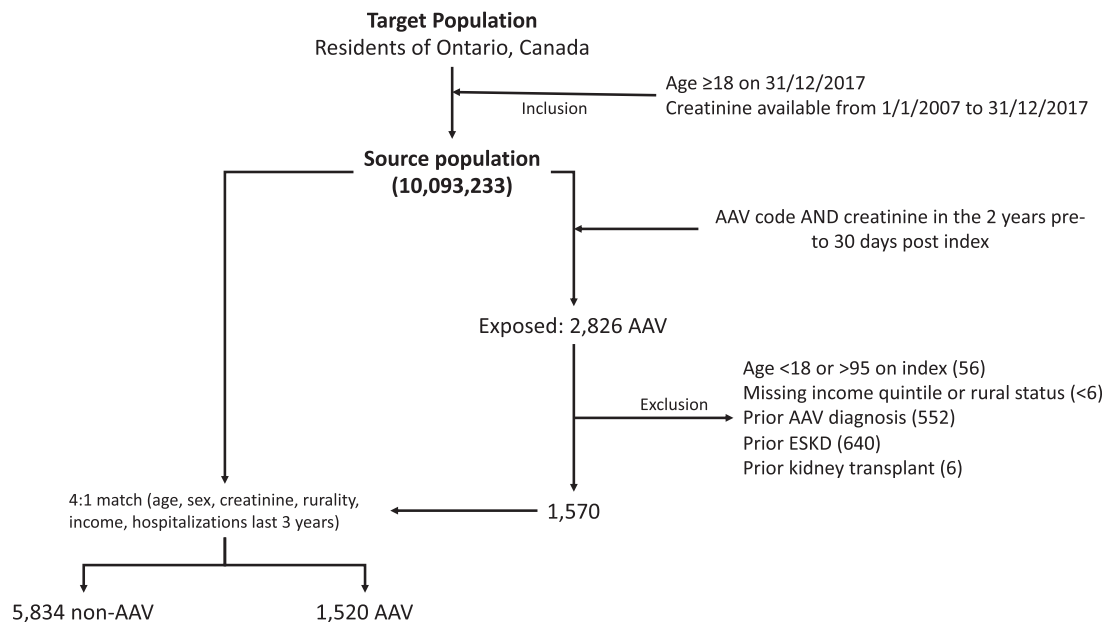 Target Population
Residents of Ontario, Canada
Age ≥18 on 31/12/2017
Creatinine available from 1/1/2007 to 31/12/2017
Inclusion
Source population
(10,093,233)
AAV code AND creatinine in the 2 years pre-
to 30 days post index
Exposed: 2,826 AAV
Age <18 or >95 on index (56)
Missing income quintile or rural status (<6)
Exclusion
Prior AAV diagnosis (552)
Prior ESKD (640)
Prior kidney transplant (6)
4:1 match (age, sex, creatinine, rurality,
income, hospitalizations last 3 years)
1,570
5,834 non-AAV
1,520 AAV